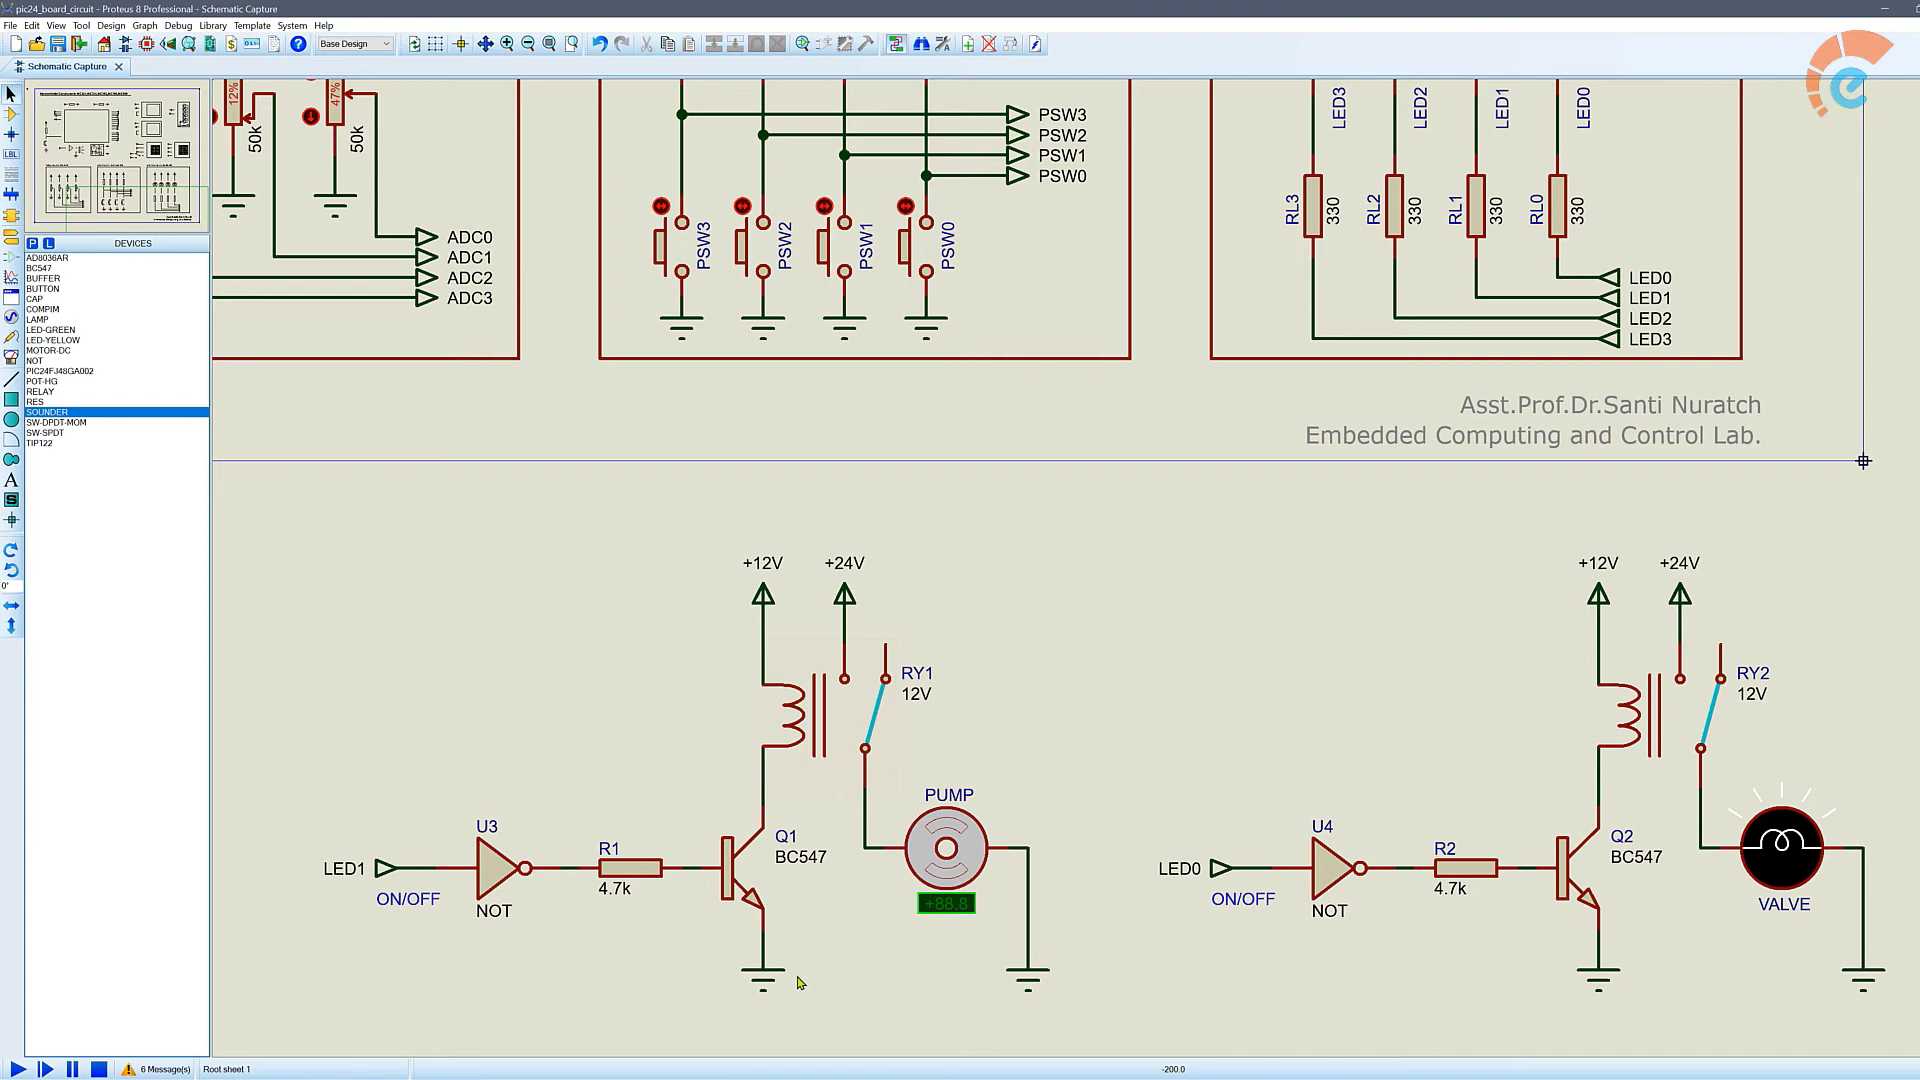 pic24_board_circuit - Proteus 8 Professional - Schematic Capture
File Edit View Tool Design Graph Debug Library Template System Help
Base Design
Schematic Capture
DEVICES
P L
LBL
AD8036AR
BC547
BUFFER
BUTTON
CAP
COMPIM
LAMP
LED-GREEN
LED-YELLOW
MOTOR-DC
NOT
PIC24FJ48GA002
POT-HG
RELAY
RES
SOUNDER
SW-DPDT-MOM
SW-SPDT
TIP122
0°
12%
50k
47%
50k
ADC0
ADC1
ADC2
ADC3
PSW3
PSW2
PSW1
PSW0
PSW3
PSW2
PSW1
PSW0
LED3
LED2
LED1
LED0
RL3
330
RL2
330
RL1
330
RL0
330
LED0
LED1
LED2
LED3
Asst.Prof.Dr.Santi Nuratch
Embedded Computing and Control Lab.
+12V
+24V
RY1
12V
PUMP
+88.8
U3
NOT
R1
4.7k
Q1
BC547
LED1
ON/OFF
+12V
+24V
RY2
12V
VALVE
U4
NOT
R2
4.7k
Q2
BC547
LED0
ON/OFF
6 Message(s)
Root sheet 1
-200.0